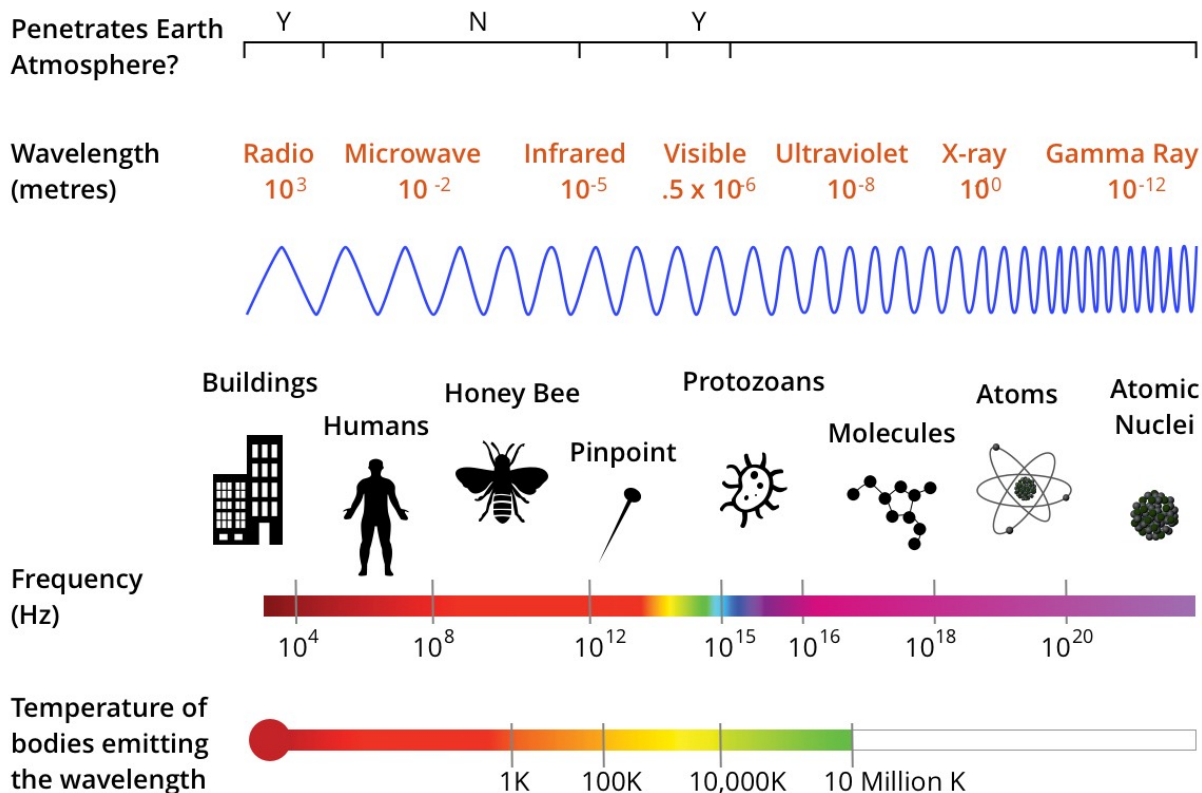 Penetrates Earth
Atmosphere?
Y N Y
Wavelength
(metres)
Radio Microwave Infrared Visible Ultraviolet X-ray Gamma Ray
10³ 10⁻² 10⁻⁵ .5 x 10⁻⁶ 10⁻⁸ 10¹⁰ 10⁻¹²
Buildings
Humans
Honey Bee
Pinpoint
Protozoans
Molecules
Atoms
Atomic
Nuclei
Frequency
(Hz)
10⁴ 10⁸ 10¹² 10¹⁵ 10¹⁶ 10¹⁸ 10²⁰
Temperature of
bodies emitting
the wavelength
1K 100K 10,000K 10 Million K